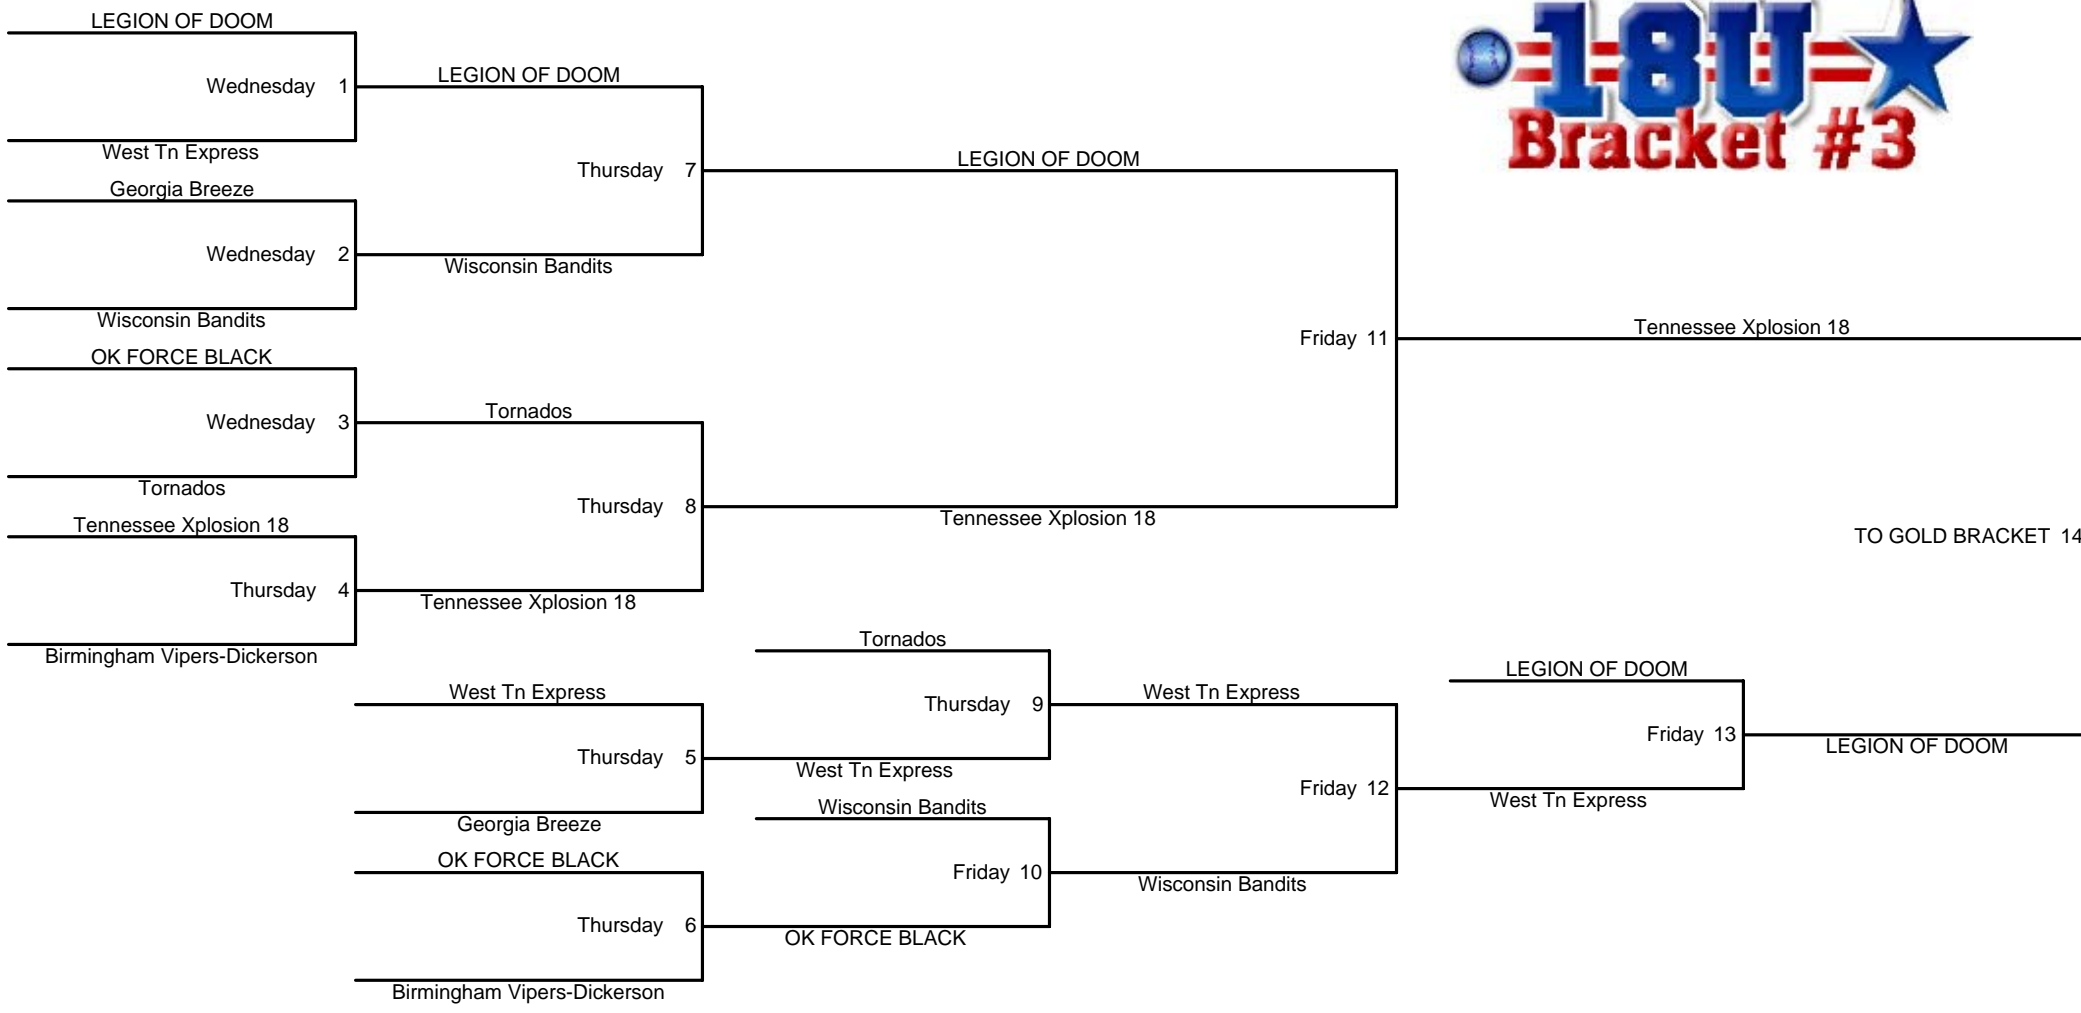 18U
Bracket #3
LEGION OF DOOM
Wednesday 1
West Tn Express
Georgia Breeze
Wednesday 2
Wisconsin Bandits
OK FORCE BLACK
Wednesday 3
Tornados
Tennessee Xplosion 18
Thursday 4
Birmingham Vipers-Dickerson
LEGION OF DOOM
Thursday 7
Wisconsin Bandits
Tornados
Thursday 8
Tennessee Xplosion 18
West Tn Express
Thursday 5
Georgia Breeze
OK FORCE BLACK
Thursday 6
Birmingham Vipers-Dickerson
LEGION OF DOOM
Friday 11
Tennessee Xplosion 18
Tornados
Thursday 9
West Tn Express
Wisconsin Bandits
Friday 10
OK FORCE BLACK
West Tn Express
Friday 12
Wisconsin Bandits
Tennessee Xplosion 18
TO GOLD BRACKET 14
LEGION OF DOOM
Friday 13
West Tn Express
LEGION OF DOOM